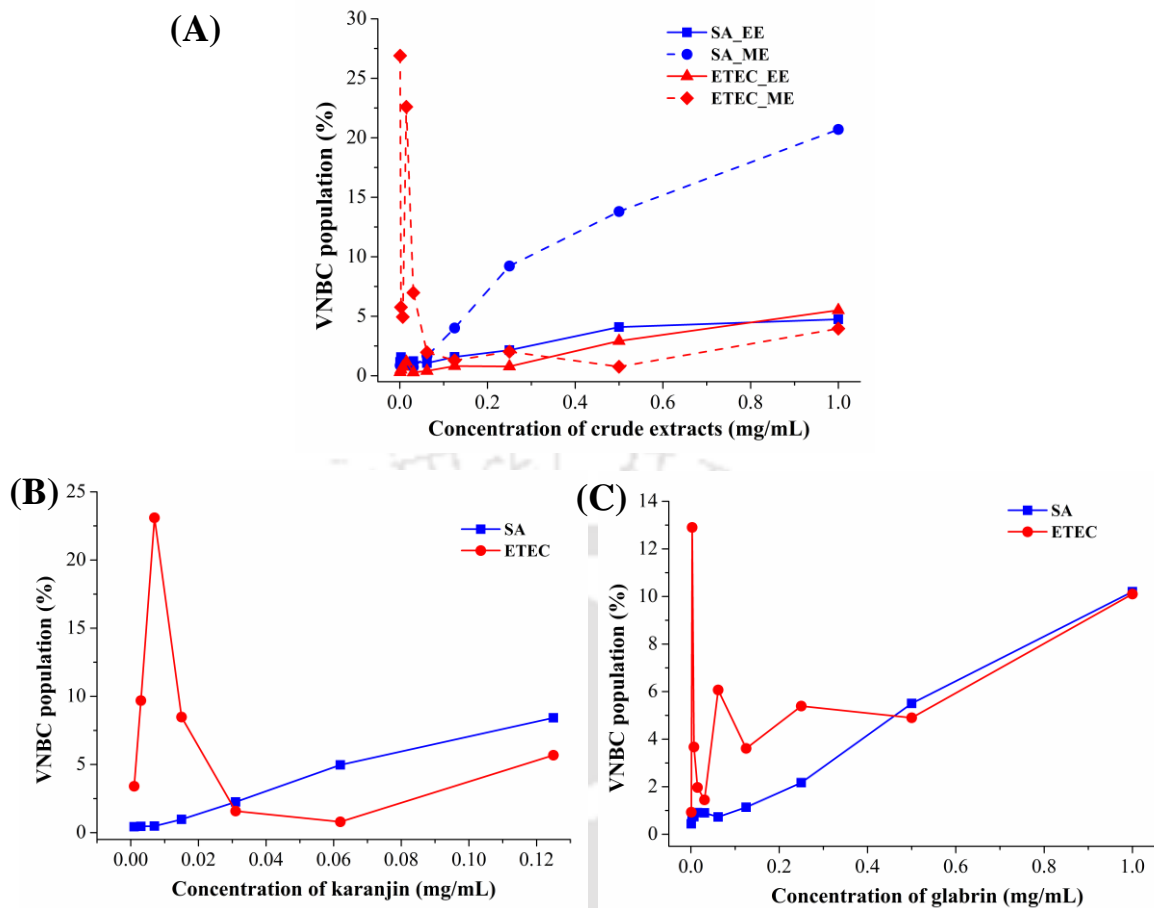 (A)
30
25
20
15
10
5
0
VNBC population (%)
SA_EE
SA_ME
ETEC_EE
ETEC_ME
0.0 0.2 0.4 0.6 0.8 1.0
Concentration of crude extracts (mg/mL)
(B)
25
20
15
10
5
0
VNBC population (%)
SA
ETEC
0.00 0.02 0.04 0.06 0.08 0.10 0.12
Concentration of karanjin (mg/mL)
(C)
14
12
10
8
6
4
2
0
VNBC population (%)
SA
ETEC
0.0 0.2 0.4 0.6 0.8 1.0
Concentration of glabrin (mg/mL)